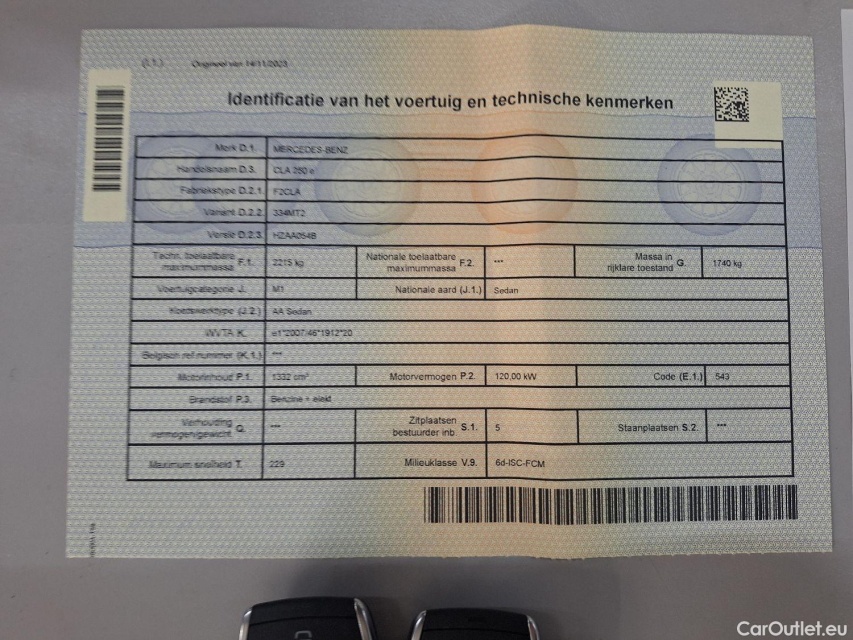 (I.1.) Origineel van 14/11/2023
Identificatie van het voertuig en technische kenmerken
Merk D.1. MERCEDES-BENZ
Handelsnaam D.3. CLA 250 e
Fabriekstype D.2.1. F2CLA
Variant D.2.2. 334MT2
Versie D.2.3. HZAA054B
Techn. toelaatbare maximummassa F.1. 2215 kg Nationale toelaatbare maximummassa F.2. *** Massa in rijklare toestand G. 1740 kg
Voertuigcategorie J. M1 Nationale aard (J.1.) Sedan
Koetswerktype (J.2.) AA Sedan
WVTA K. e1*2007/46*1912*20
Belgisch ref.nummer (K.1.) ***
Motorinhoud P.1. 1332 cm³ Motorvermogen P.2. 120,00 kW Code (E.1.) 543
Brandstof P.3. Benzine + elekt
Verhouding vermogen/gewicht Q. *** Zitplaatsen bestuurder inb. S.1. 5 Staanplaatsen S.2. ***
Maximum snelheid T. 229 Milieuklasse V.9. 6d-ISC-FCM
CarOutlet.eu